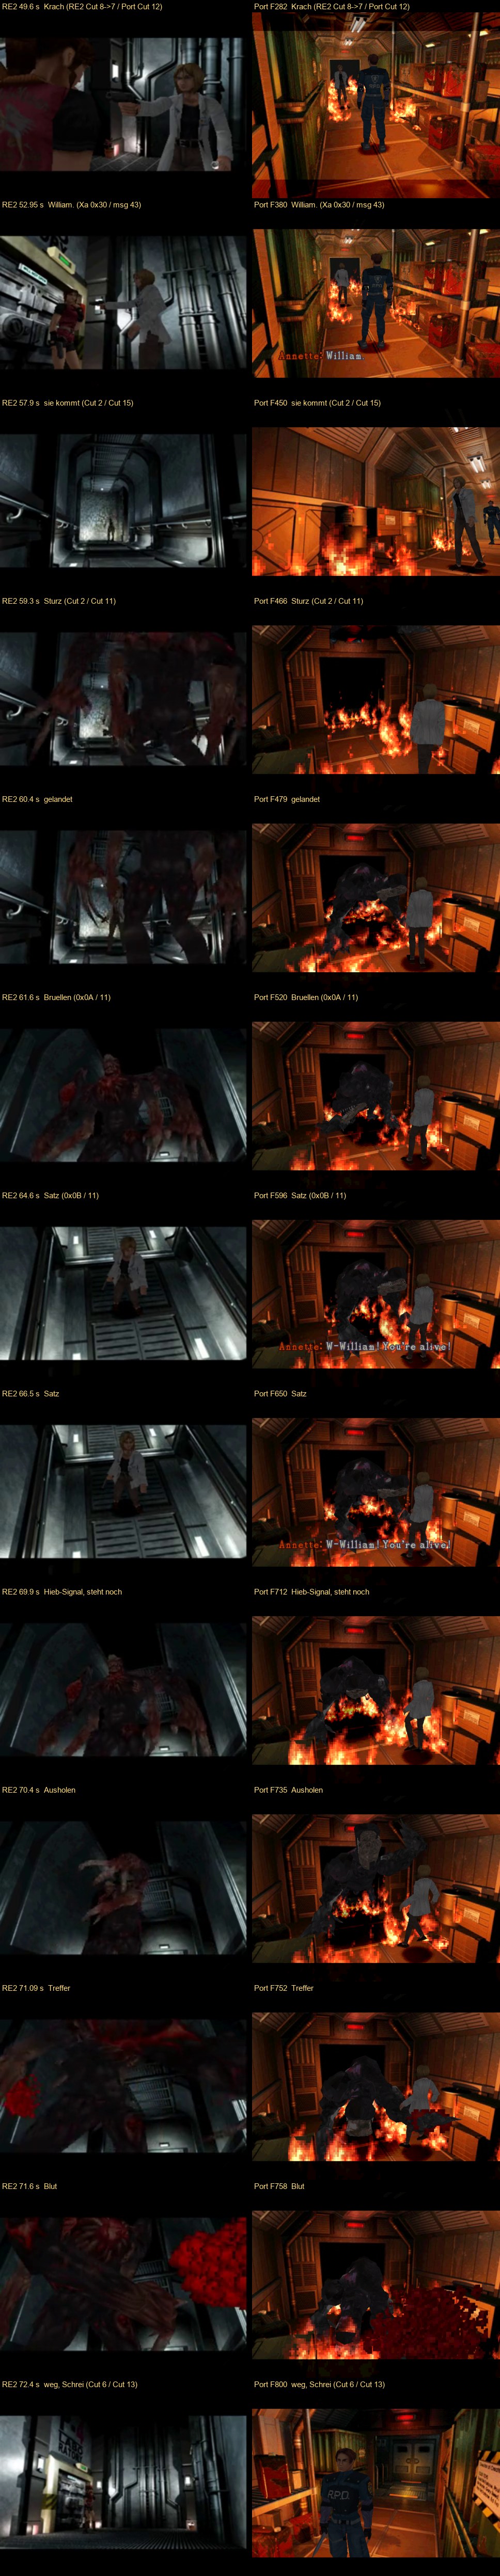 RE2 49.6 s  Krach (RE2 Cut 8->7 / Port Cut 12)
Port F282  Krach (RE2 Cut 8->7 / Port Cut 12)
RE2 52.95 s  William. (Xa 0x30 / msg 43)
Port F380  William. (Xa 0x30 / msg 43)
Annette: William.
RE2 57.9 s  sie kommt (Cut 2 / Cut 15)
Port F450  sie kommt (Cut 2 / Cut 15)
RE2 59.3 s  Sturz (Cut 2 / Cut 11)
Port F466  Sturz (Cut 2 / Cut 11)
RE2 60.4 s  gelandet
Port F479  gelandet
RE2 61.6 s  Bruellen (0x0A / 11)
Port F520  Bruellen (0x0A / 11)
RE2 64.6 s  Satz (0x0B / 11)
Port F596  Satz (0x0B / 11)
Annette: W-William! You're alive!
RE2 66.5 s  Satz
Port F650  Satz
Annette: W-William! You're alive!
RE2 69.9 s  Hieb-Signal, steht noch
Port F712  Hieb-Signal, steht noch
RE2 70.4 s  Ausholen
Port F735  Ausholen
RE2 71.09 s  Treffer
Port F752  Treffer
RE2 71.6 s  Blut
Port F758  Blut
RE2 72.4 s  weg, Schrei (Cut 6 / Cut 13)
Port F800  weg, Schrei (Cut 6 / Cut 13)
R.P.D.